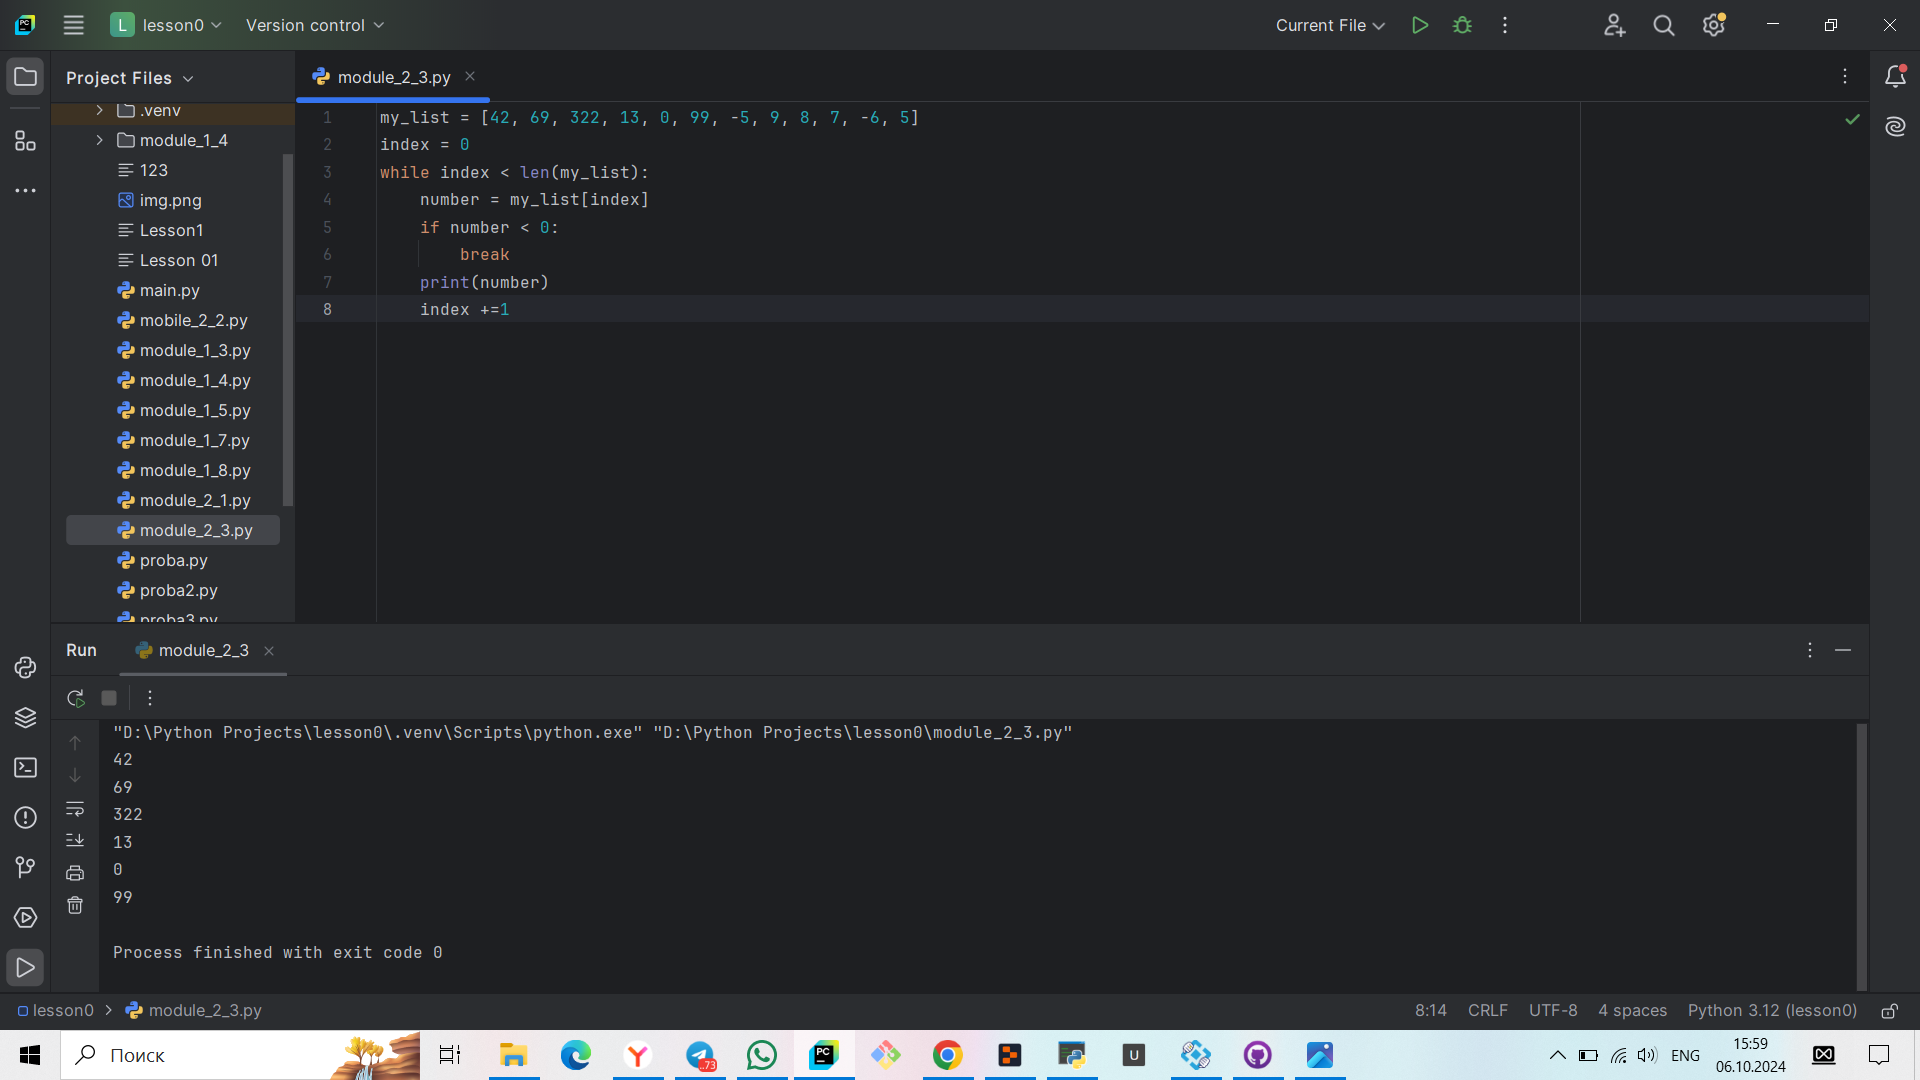 PC
L lesson0
Version control
Current File
Project Files
module_2_3.py
.venv
module_1_4
123
img.png
Lesson1
Lesson 01
main.py
mobile_2_2.py
module_1_3.py
module_1_4.py
module_1_5.py
module_1_7.py
module_1_8.py
module_2_1.py
module_2_3.py
proba.py
proba2.py
proba3.py
1 my_list = [42, 69, 322, 13, 0, 99, -5, 9, 8, 7, -6, 5]
2 index = 0
3 while index < len(my_list):
4     number = my_list[index]
5     if number < 0:
6         break
7     print(number)
8     index +=1
Run
module_2_3
"D:\Python Projects\lesson0\.venv\Scripts\python.exe" "D:\Python Projects\lesson0\module_2_3.py"
42
69
322
13
0
99
Process finished with exit code 0
lesson0 > module_2_3.py
8:14 CRLF UTF-8 4 spaces Python 3.12 (lesson0)
Поиск
..73
PC
U
ENG
15:59
06.10.2024